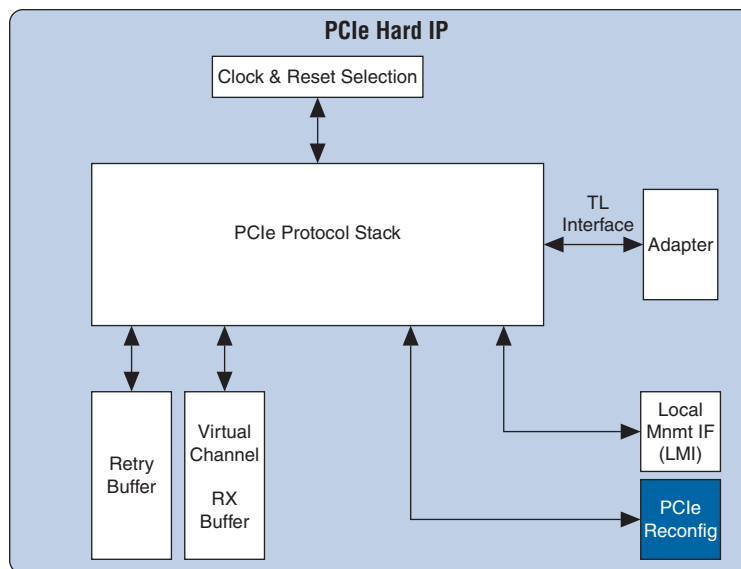 PCIe Hard IP
Clock & Reset Selection
PCIe Protocol Stack
TL
Interface
Adapter
Retry
Buffer
Virtual
Channel
RX
Buffer
Local
Mnmt IF
(LMI)
PCIe
Reconfig